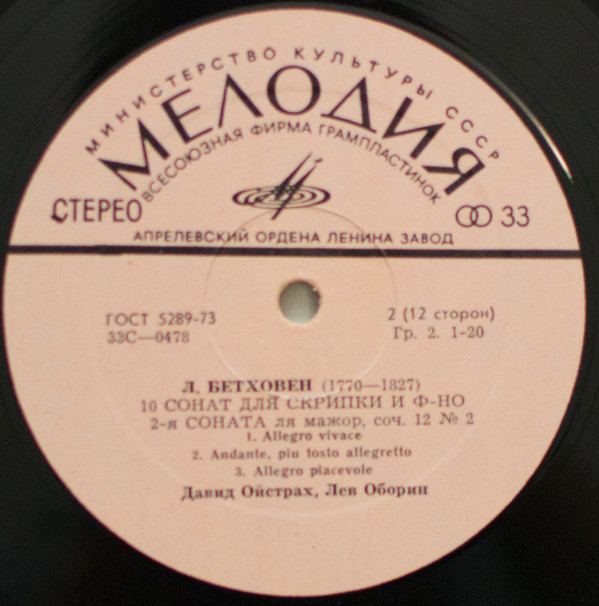 МИНИСТЕРСТВО КУЛЬТУРЫ СССР
МЕЛОДИЯ
ВСЕСОЮЗНАЯ ФИРМА ГРАМПЛАСТИНОК
СТЕРЕО
33
АПРЕЛЕВСКИЙ ОРДЕНА ЛЕНИНА ЗАВОД
ГОСТ 5289-73
2 (12 сторон)
33С—0478
Гр. 2. 1-20
Л. БЕТХОВЕН (1770—1827)
10 СОНАТ ДЛЯ СКРИПКИ И Ф-НО
2-я СОНАТА ля мажор, соч. 12 № 2
1. Allegro vivace
2. Andante, piu tosto allegretto
3. Allegro piacevole
Давид Ойстрах, Лев Оборин